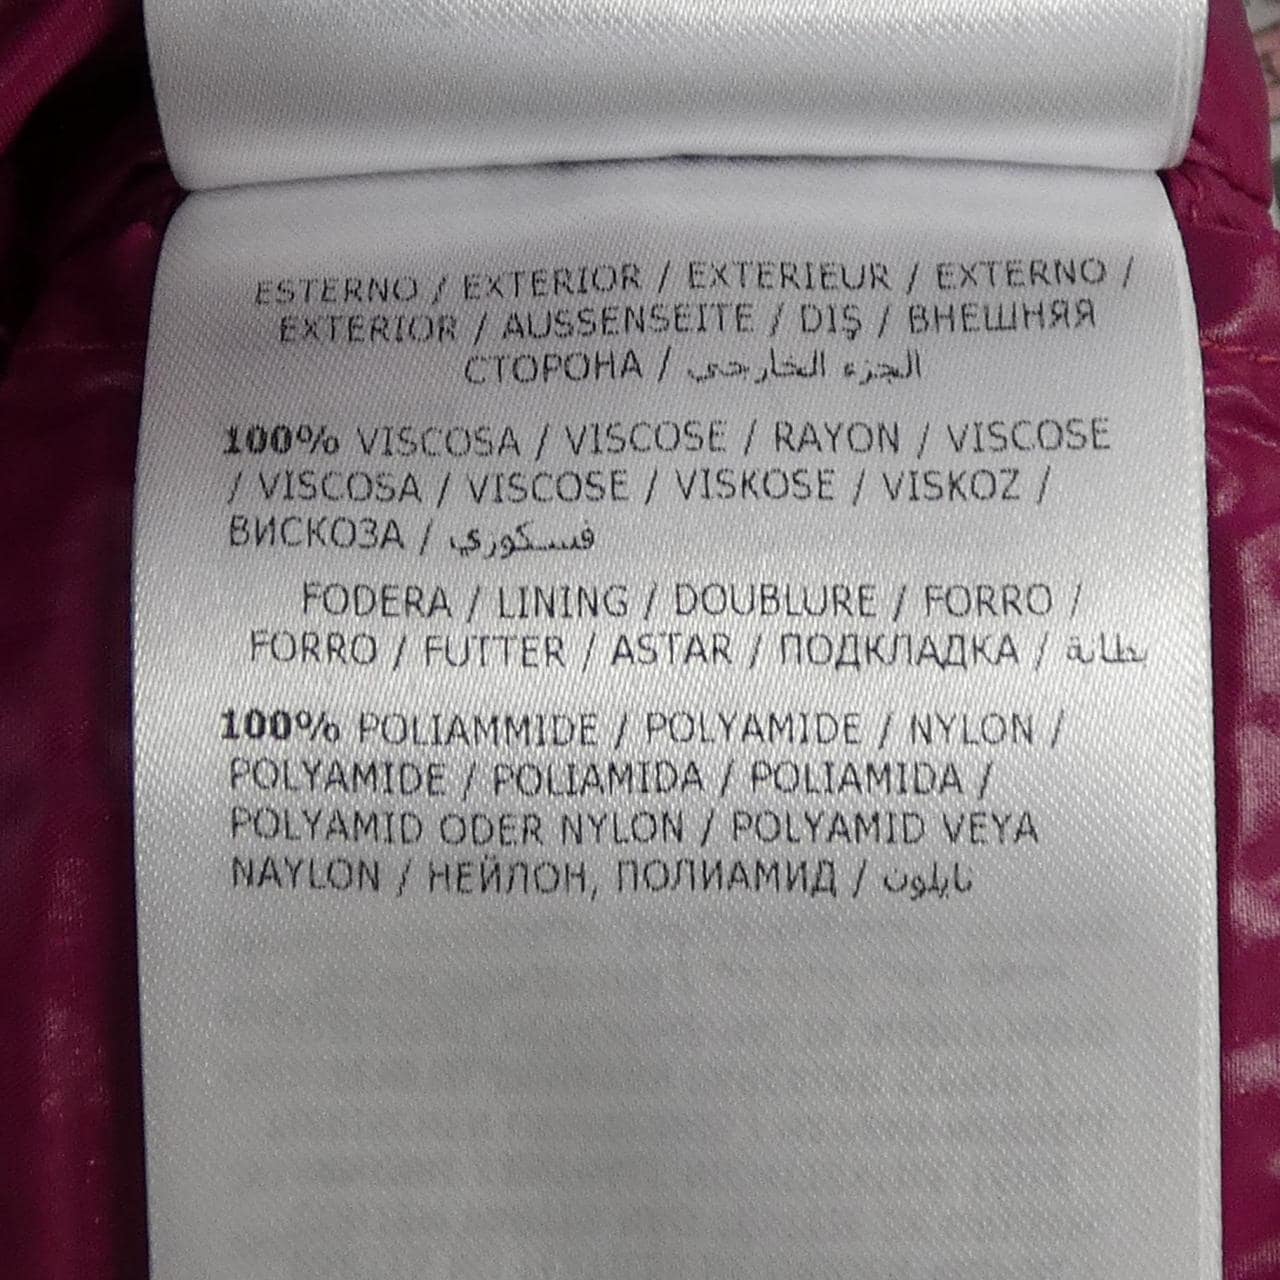 ESTERNO / EXTERIOR / EXTERIEUR / EXTERNO /
EXTERIOR / AUSSENSEITE / DIŞ / ВНЕШНЯЯ
СТОРОНА / الجزء الخارجي
100% VISCOSA / VISCOSE / RAYON / VISCOSE
/ VISCOSA / VISCOSE / VISKOSE / VISKOZ /
ВИСКОЗА / فسكوري
FODERA / LINING / DOUBLURE / FORRO /
FORRO / FUTTER / ASTAR / ПОДКЛАДКА / بطانة
100% POLIAMMIDE / POLYAMIDE / NYLON /
POLYAMIDE / POLIAMIDA / POLIAMIDA /
POLYAMID ODER NYLON / POLYAMID VEYA
NAYLON / НЕЙЛОН, ПОЛИАМИД / نايلون